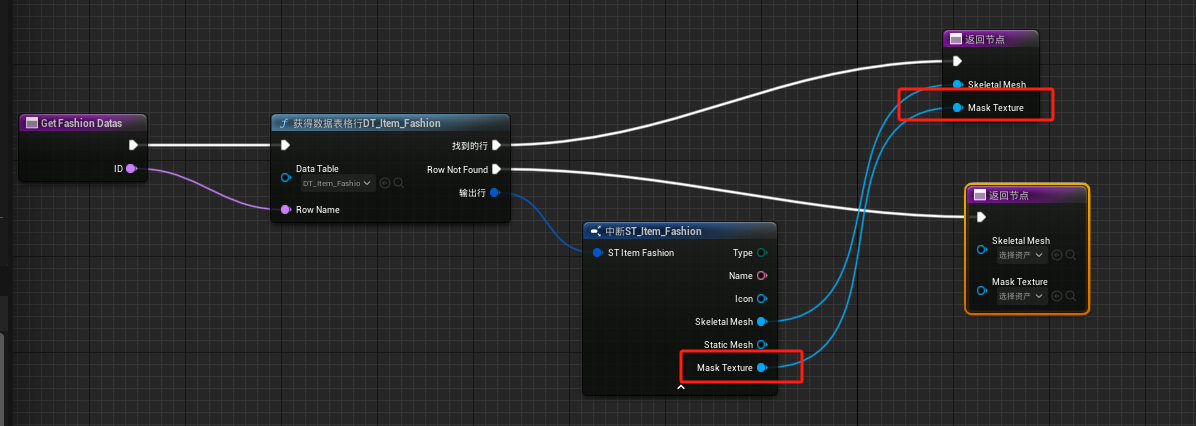 Get Fashion Datas
ID
f 获得数据表格行DT_Item_Fashion
找到的行
Data Table
DT_Item_Fashio
Row Not Found
输出行
Row Name
中断ST_Item_Fashion
ST Item Fashion
Type
Name
Icon
Skeletal Mesh
Static Mesh
Mask Texture
返回节点
Skeletal Mesh
Mask Texture
返回节点
Skeletal Mesh
选择资产
Mask Texture
选择资产